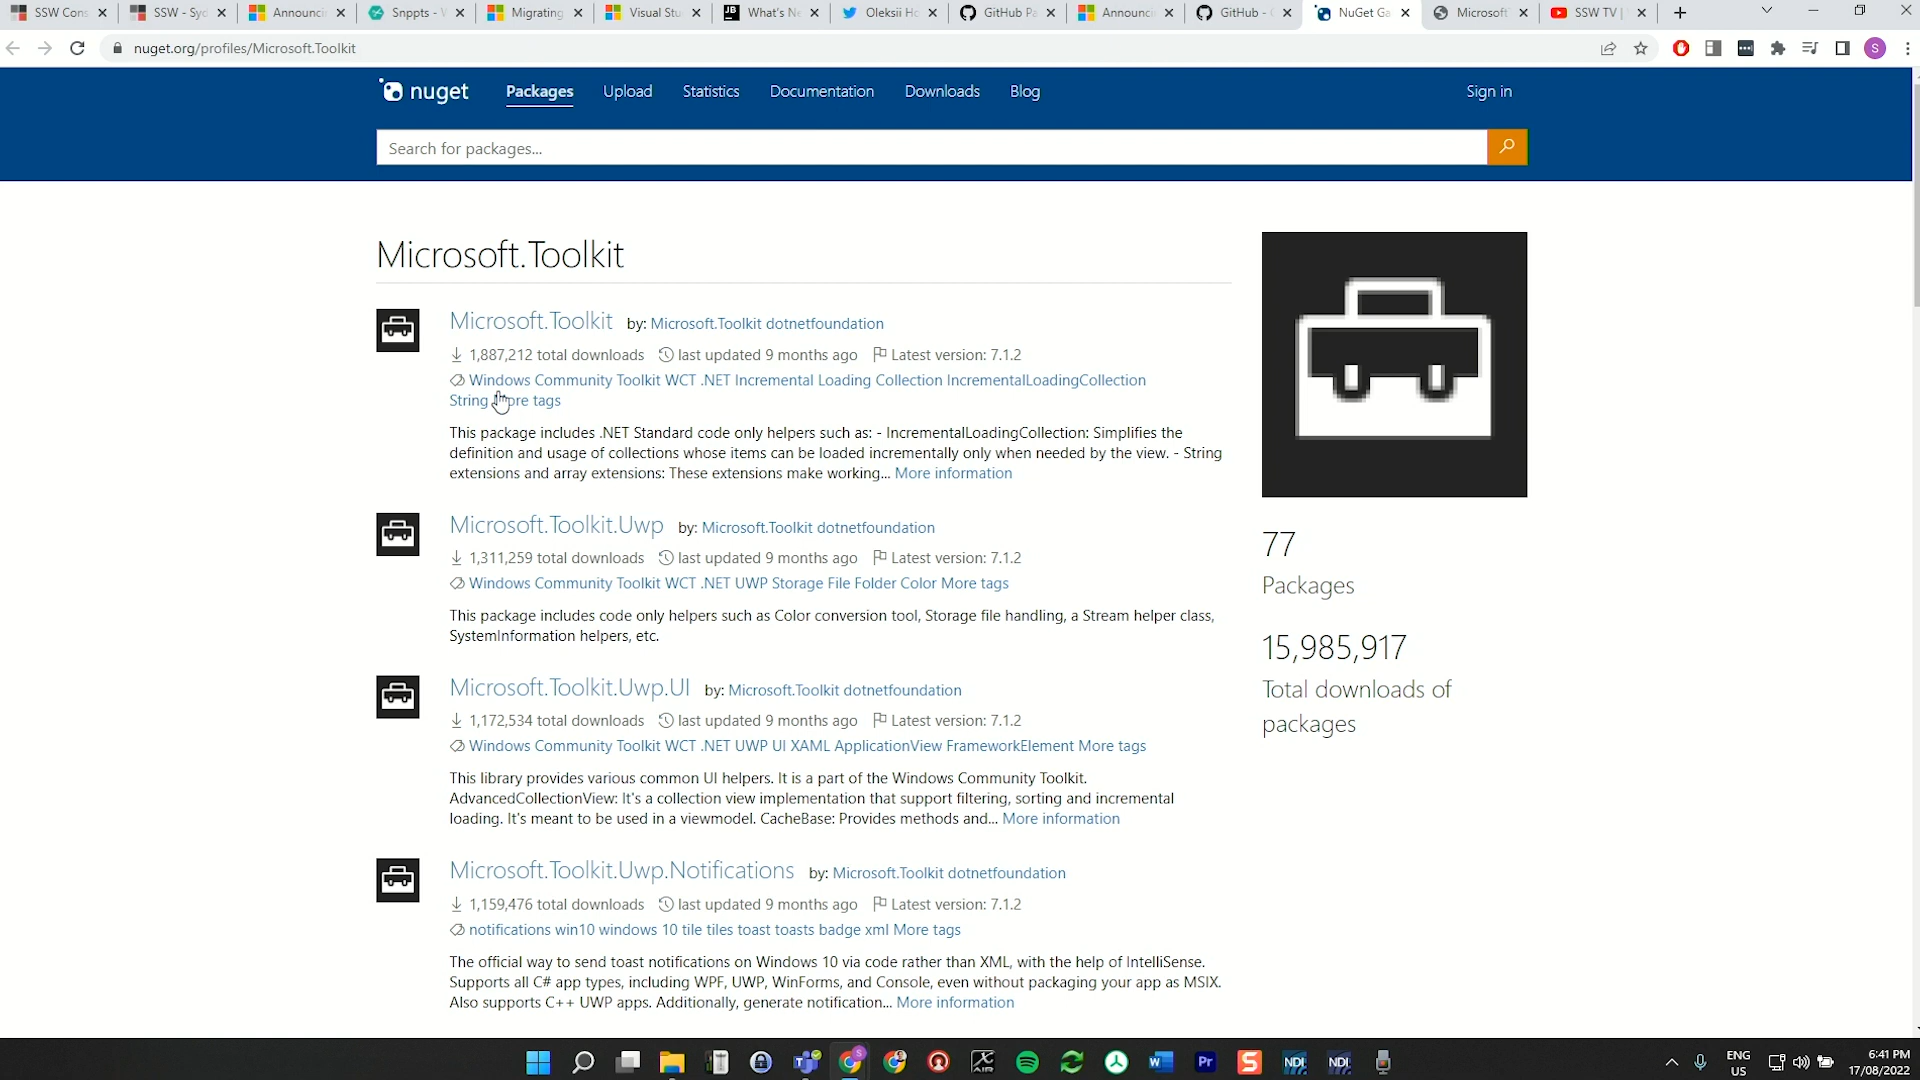 SSW Cons
SSW - Syd
Announcin
Snppts - V
Migrating
Visual Stu
What's Ne
Oleksii Ho
GitHub Pa
Announcin
GitHub - C
NuGet Ga
Microsoft
SSW TV |
nuget.org/profiles/Microsoft.Toolkit
S
nuget
Packages
Upload
Statistics
Documentation
Downloads
Blog
Sign in
Search for packages...
Microsoft.Toolkit
Microsoft.Toolkit by: Microsoft.Toolkit dotnetfoundation
1,887,212 total downloads last updated 9 months ago Latest version: 7.1.2
Windows Community Toolkit WCT .NET Incremental Loading Collection IncrementalLoadingCollection
String More tags
This package includes .NET Standard code only helpers such as: - IncrementalLoadingCollection: Simplifies the
definition and usage of collections whose items can be loaded incrementally only when needed by the view. - String
extensions and array extensions: These extensions make working... More information
Microsoft.Toolkit.Uwp by: Microsoft.Toolkit dotnetfoundation
1,311,259 total downloads last updated 9 months ago Latest version: 7.1.2
Windows Community Toolkit WCT .NET UWP Storage File Folder Color More tags
This package includes code only helpers such as Color conversion tool, Storage file handling, a Stream helper class,
SystemInformation helpers, etc.
Microsoft.Toolkit.Uwp.UI by: Microsoft.Toolkit dotnetfoundation
1,172,534 total downloads last updated 9 months ago Latest version: 7.1.2
Windows Community Toolkit WCT .NET UWP UI XAML ApplicationView FrameworkElement More tags
This library provides various common UI helpers. It is a part of the Windows Community Toolkit.
AdvancedCollectionView: It's a collection view implementation that support filtering, sorting and incremental
loading. It's meant to be used in a viewmodel. CacheBase: Provides methods and... More information
Microsoft.Toolkit.Uwp.Notifications by: Microsoft.Toolkit dotnetfoundation
1,159,476 total downloads last updated 9 months ago Latest version: 7.1.2
notifications win10 windows 10 tile tiles toast toasts badge xml More tags
The official way to send toast notifications on Windows 10 via code rather than XML, with the help of IntelliSense.
Supports all C# app types, including WPF, UWP, WinForms, and Console, even without packaging your app as MSIX.
Also supports C++ UWP apps. Additionally, generate notification... More information
77
Packages
15,985,917
Total downloads of
packages
ENG
US
6:41 PM
17/08/2022